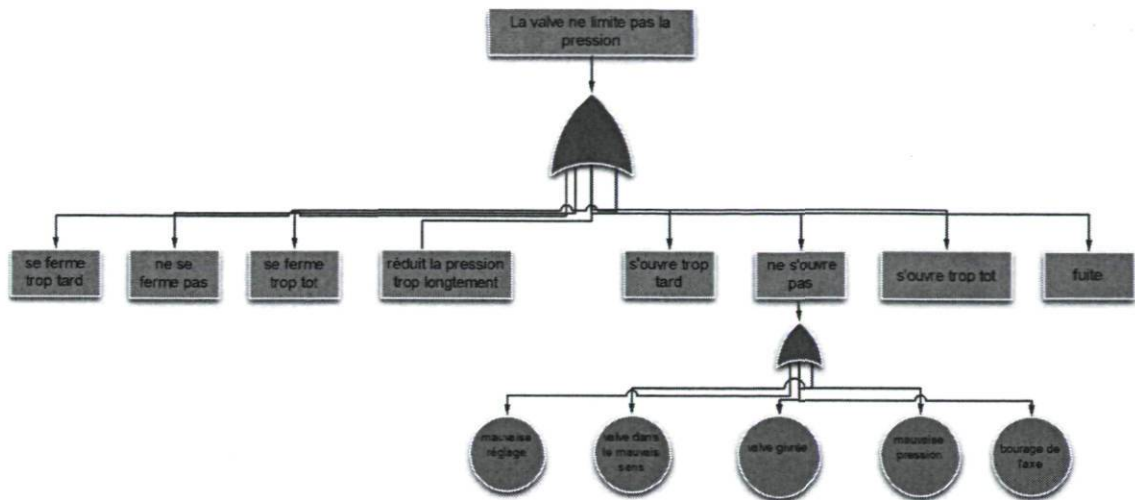 La valve ne limite pas la
pression
se ferme
trop tard
ne se
ferme pas
se ferme
trop tot
réduit la pression
trop longtement
s'ouvre trop
tard
ne s'ouvre
pas
s'ouvre trop tot
fuite
mauvaise
réglage
valve dans
le mauvais
sens
valve givrée
mauvaise
pression
bourage de
l'axe